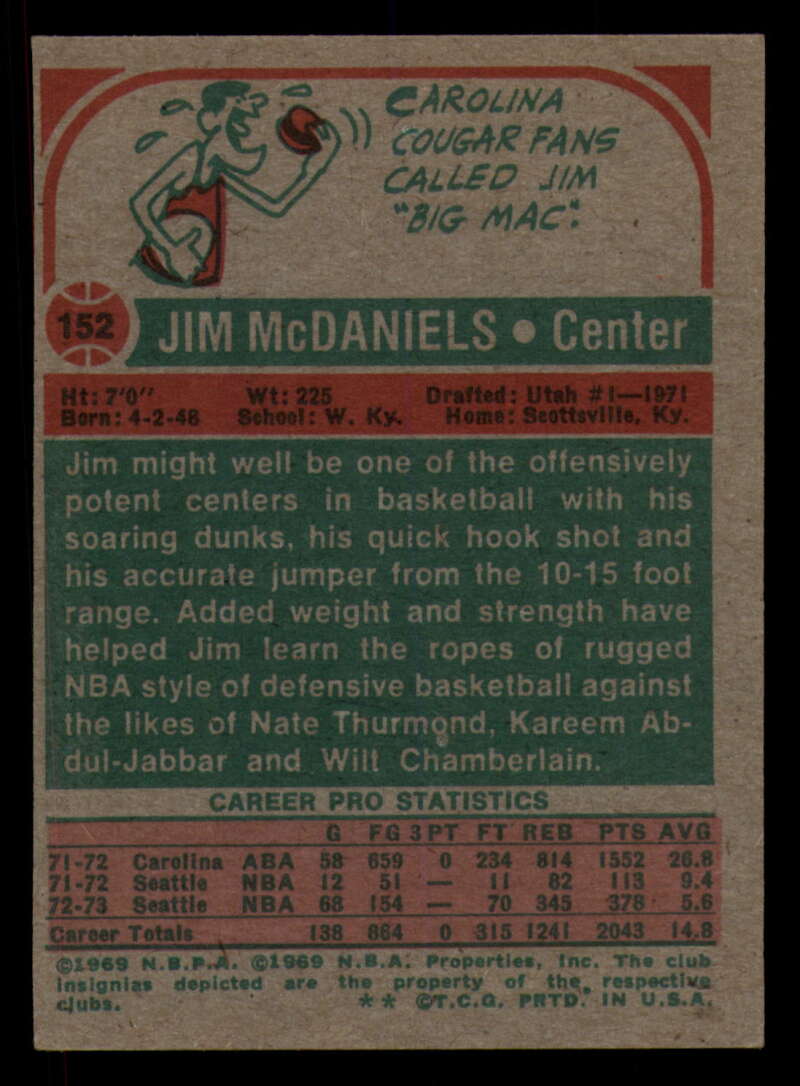 CAROLINA
COUGAR FANS
CALLED JIM
"BIG MAC".
152 JIM McDANIELS • Center
Ht: 7'0" Wt: 225 Drafted: Utah #1—1971
Born: 4-2-48 School: W. Ky. Home: Scottsville, Ky.
Jim might well be one of the offensively
potent centers in basketball with his
soaring dunks, his quick hook shot and
his accurate jumper from the 10-15 foot
range. Added weight and strength have
helped Jim learn the ropes of rugged
NBA style of defensive basketball against
the likes of Nate Thurmond, Kareem Ab-
dul-Jabbar and Wilt Chamberlain.
CAREER PRO STATISTICS
G FG 3PT FT REB PTS AVG
71-72 Carolina ABA 58 659 0 234 814 1552 26.8
71-72 Seattle NBA 12 51 — 11 82 113 9.4
72-73 Seattle NBA 68 154 — 70 345 378 5.6
Career Totals 138 864 0 315 1241 2043 14.8
©1969 N.B.P.A. ©1969 N.B.A. Properties, Inc. The club
insignias depicted are the property of the respective
clubs. ** ©T.C.G. PRTD. IN U.S.A.